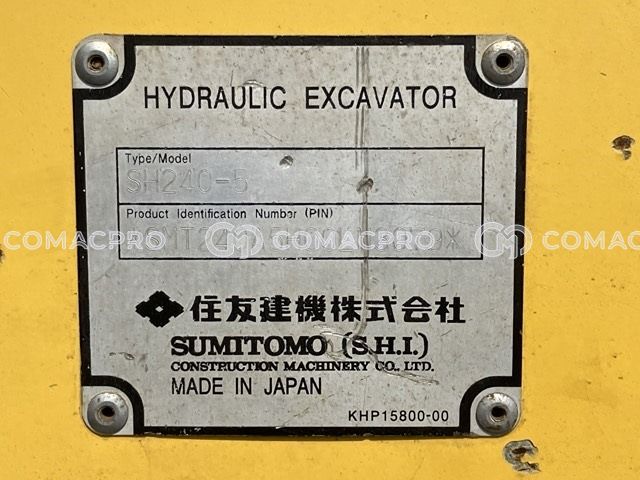 HYDRAULIC EXCAVATOR
Type/Model
SH240-5
Product Identification Number (PIN)
COMACPRO COMACPRO COMACPRO
住友建機株式会社
SUMITOMO (S.H.I.)
CONSTRUCTION MACHINERY CO., LTD.
MADE IN JAPAN
KHP15800-00